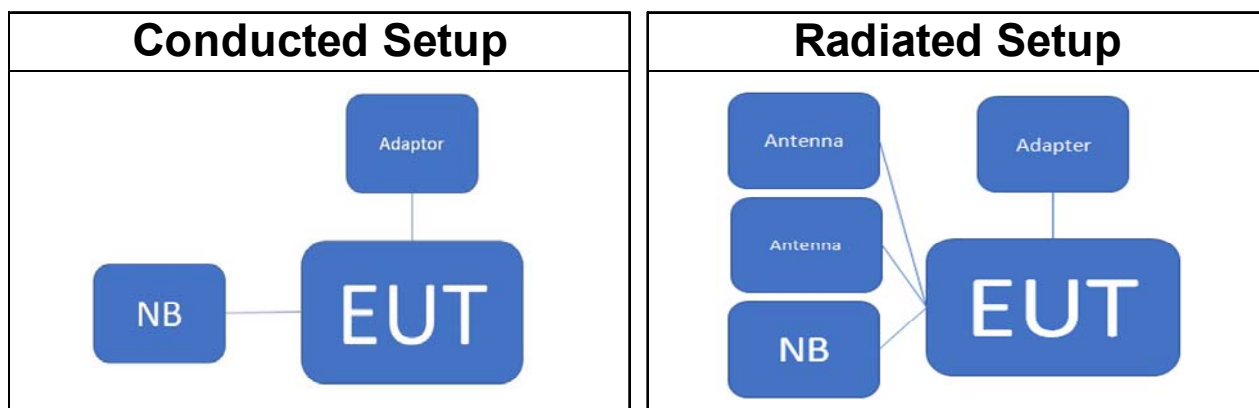 Conducted Setup
Adaptor
NB
EUT
Radiated Setup
Antenna
Adapter
Antenna
EUT
NB